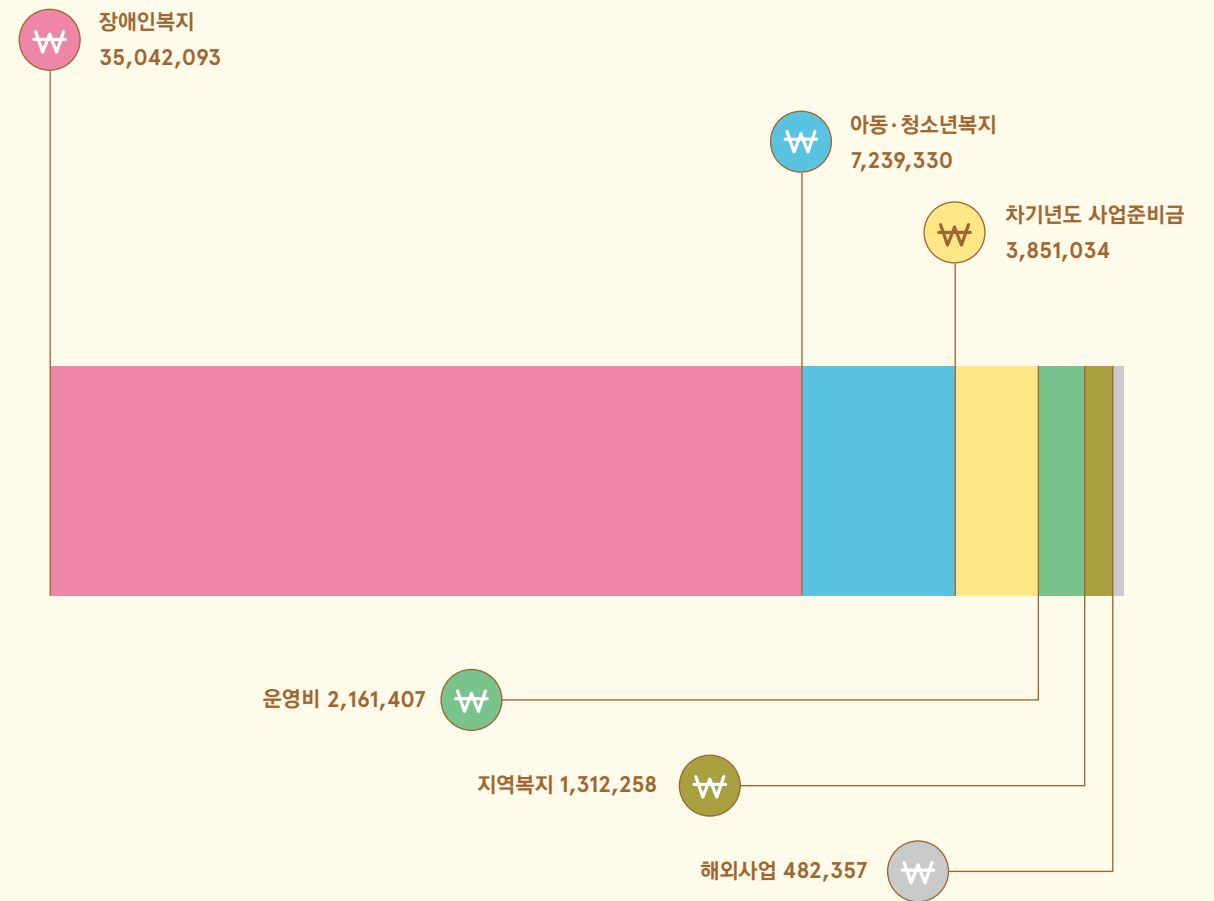 장애인복지
35,042,093
아동·청소년복지
7,239,330
차기년도 사업준비금
3,851,034
운영비 2,161,407
지역복지 1,312,258
해외사업 482,357